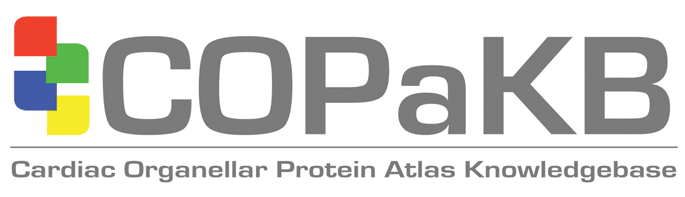 COPaKB
Cardiac Organellar Protein Atlas Knowledgebase